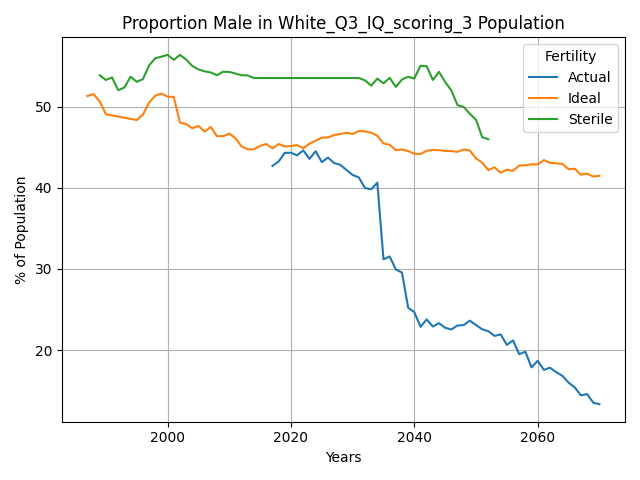 Proportion Male in White_Q3_IQ_scoring_3 Population
Fertility
Actual
Ideal
Sterile
% of Population
50
40
30
20
2000 2020 2040 2060
Years